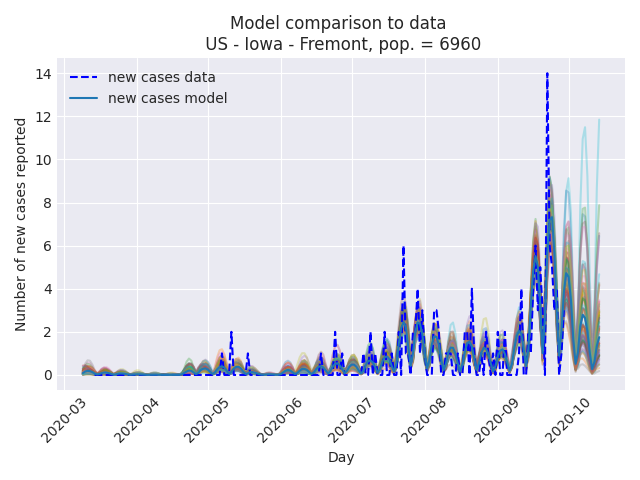 Model comparison to data
US - Iowa - Fremont, pop. = 6960
new cases data
new cases model
Number of new cases reported
14
12
10
8
6
4
2
0
2020-03
2020-04
2020-05
2020-06
2020-07
2020-08
2020-09
2020-10
Day